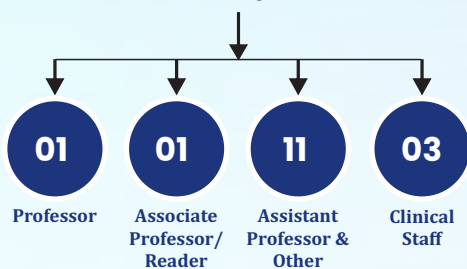 01
01
11
03
Professor
Associate
Professor/
Reader
Assistant
Professor &
Other
Clinical
Staff